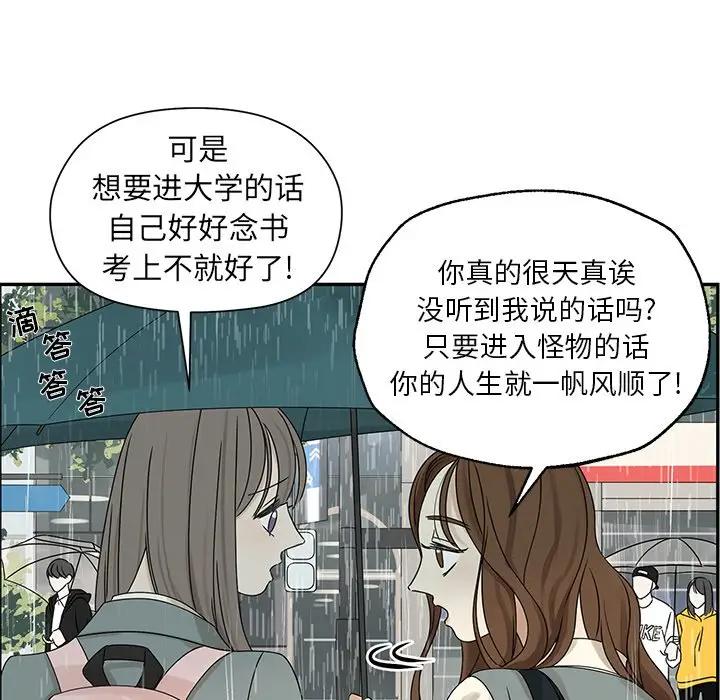 可是
想要进大学的话
自己好好念书
考上不就好了!
你真的很天真诶
没听到我说的话吗?
只要进入怪物的话
你的人生就一帆风顺了!
滴
答
答
答
IKE